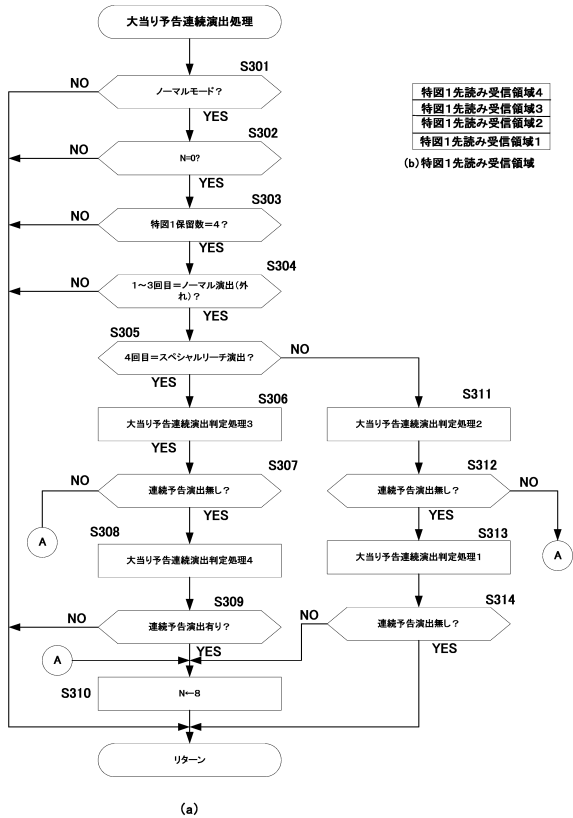 大当り予告連続演出処理
S301
NO
ノーマルモード？
YES
S302
NO
N=0?
YES
S303
NO
特図１保留数＝４？
YES
S304
NO
１～３回目＝ノーマル演出（外
れ）？
YES
S305
NO
４回目＝スペシャルリーチ演出？
YES
S306
大当り予告連続演出判定処理３
YES
S307
NO
連続予告演出無し？
YES
A
S308
大当り予告連続演出判定処理４
S309
NO
連続予告演出有り？
YES
A
S310
N←８
リターン
S311
大当り予告連続演出判定処理２
S312
NO
連続予告演出無し？
YES
A
S313
大当り予告連続演出判定処理１
S314
NO
連続予告演出無し？
YES
(a)
特図１先読み受信領域４
特図１先読み受信領域３
特図１先読み受信領域２
特図１先読み受信領域１
(b)特図１先読み受信領域